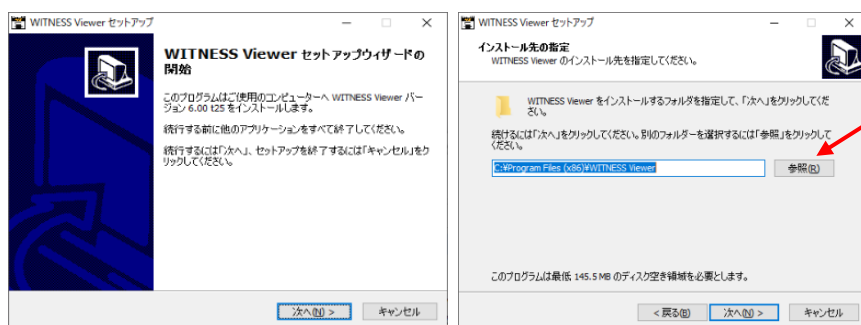 WITNESS Viewer セットアップ
WITNESS Viewer セットアップウィザードの
開始
このプログラムはご使用のコンピューターへ WITNESS Viewer バー
ジョン 6.00 t25 をインストールします。
続行する前に他のアプリケーションをすべて終了してください。
続行するには「次へ」、セットアップを終了するには「キャンセル」をク
リックしてください。
次へ(N) >
キャンセル
WITNESS Viewer セットアップ
インストール先の指定
WITNESS Viewer のインストール先を指定してください。
WITNESS Viewer をインストールするフォルダを指定して、「次へ」をクリックしてくだ
さい。
続けるには「次へ」をクリックしてください。別のフォルダーを選択するには「参照」をクリックして
ください。
C:¥Program Files (x86)¥WITNESS Viewer
参照(R)
このプログラムは最低 145.5 MB のディスク空き領域を必要とします。
< 戻る(B)
次へ(N) >
キャンセル